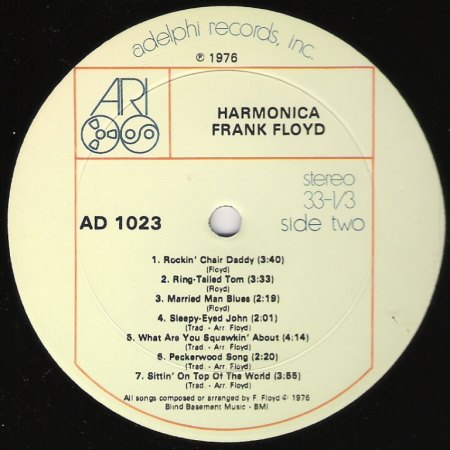 adelphi records, inc.
℗ 1976
ARI
HARMONICA
FRANK FLOYD
stereo
33-1/3
AD 1023
side two
1. Rockin' Chair Daddy (3:40)
(Floyd)
2. Ring-Tailed Tom (3:33)
(Floyd)
3. Married Man Blues (2:19)
(Floyd)
4. Sleepy-Eyed John (2:01)
(Trad. - Arr. Floyd)
5. What Are You Squawkin' About (4:14)
(Trad. - Arr. Floyd)
6. Peckerwood Song (2:20)
(Trad. - Arr. Floyd)
7. Sittin' On Top Of The World (3:55)
(Trad. - Arr. Floyd)
All songs composed or arranged by F. Floyd © 1976
Blind Basement Music - BMI